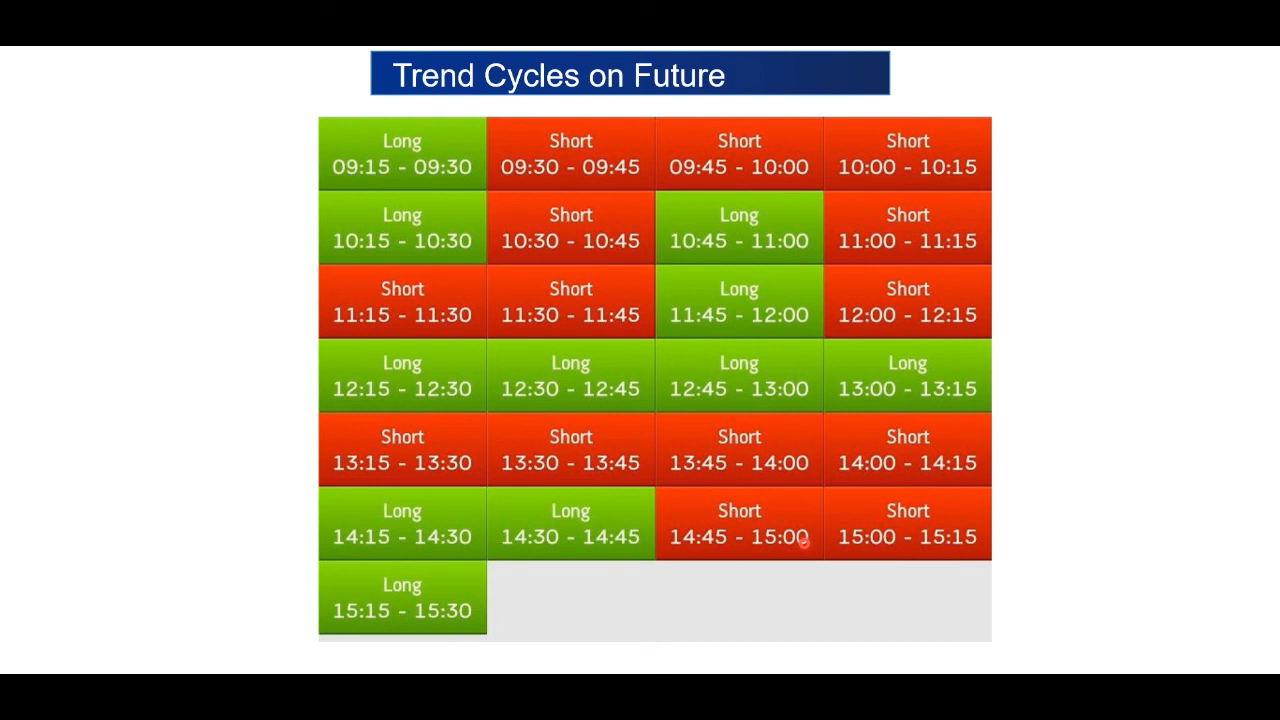 Trend Cycles on Future
Long
09:15 - 09:30
Short
09:30 - 09:45
Short
09:45 - 10:00
Short
10:00 - 10:15
Long
10:15 - 10:30
Short
10:30 - 10:45
Long
10:45 - 11:00
Short
11:00 - 11:15
Short
11:15 - 11:30
Short
11:30 - 11:45
Long
11:45 - 12:00
Short
12:00 - 12:15
Long
12:15 - 12:30
Long
12:30 - 12:45
Long
12:45 - 13:00
Long
13:00 - 13:15
Short
13:15 - 13:30
Short
13:30 - 13:45
Short
13:45 - 14:00
Short
14:00 - 14:15
Long
14:15 - 14:30
Long
14:30 - 14:45
Short
14:45 - 15:00
Short
15:00 - 15:15
Long
15:15 - 15:30